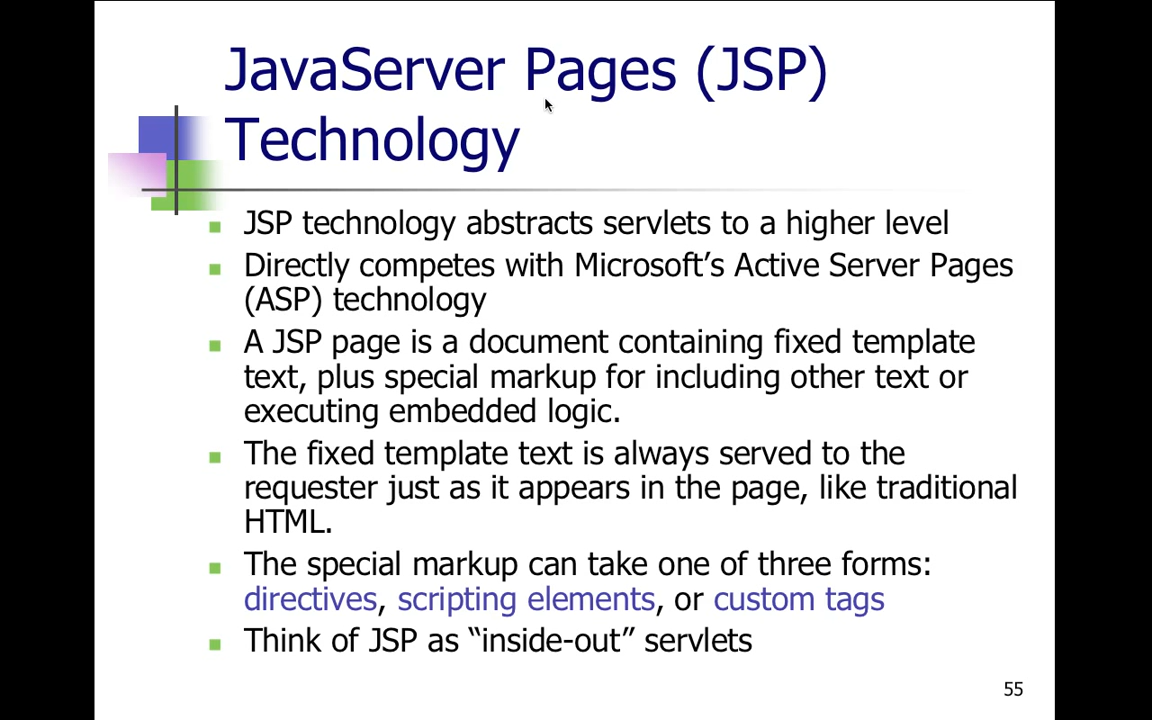 JavaServer Pages (JSP)
Technology
JSP technology abstracts servlets to a higher level
Directly competes with Microsoft’s Active Server Pages
(ASP) technology
A JSP page is a document containing fixed template
text, plus special markup for including other text or
executing embedded logic.
The fixed template text is always served to the
requester just as it appears in the page, like traditional
HTML.
The special markup can take one of three forms:
directives, scripting elements, or custom tags
Think of JSP as “inside-out” servlets
55